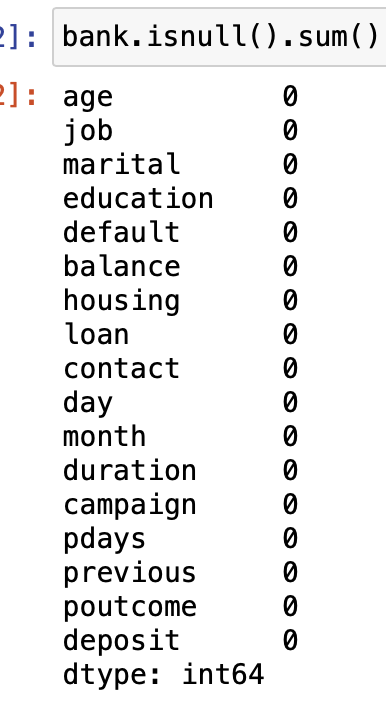 2]: bank.isnull().sum()
2]: age 0
job 0
marital 0
education 0
default 0
balance 0
housing 0
loan 0
contact 0
day 0
month 0
duration 0
campaign 0
pdays 0
previous 0
poutcome 0
deposit 0
dtype: int64